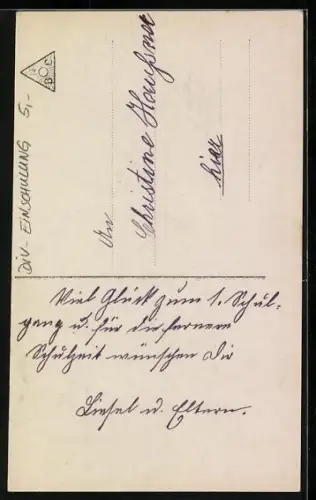 DIV - EINSCHULUNG 5,-
An
Christine Haußner
hier
Viel Glück zum 1. Schul-
gang u. für die fernere
Schulzeit wünschen Dir
Liesel u. Eltern.